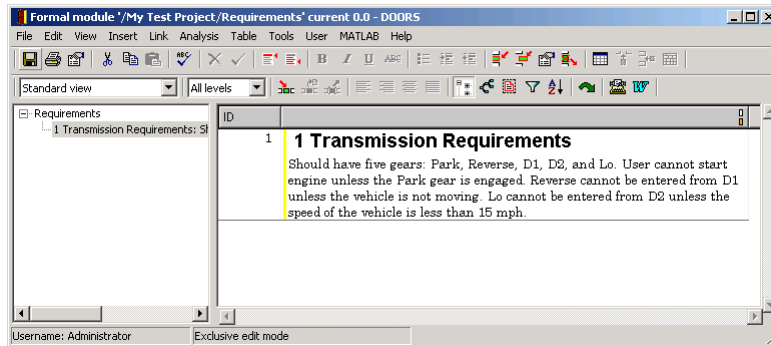 Formal module '/My Test Project/Requirements' current 0.0 - DOORS
File Edit View Insert Link Analysis Table Tools User MATLAB Help
B I U ABC
Standard view All levels W
Requirements
1 Transmission Requirements: Sh
ID
1 1 Transmission Requirements
Should have five gears: Park, Reverse, D1, D2, and Lo. User cannot start
engine unless the Park gear is engaged. Reverse cannot be entered from D1
unless the vehicle is not moving. Lo cannot be entered from D2 unless the
speed of the vehicle is less than 15 mph.
Username: Administrator Exclusive edit mode